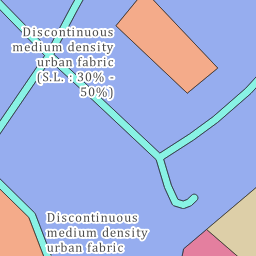 Discontinuous
medium density
urban fabric
(S.L. : 30% -
50%)
Discontinuous
medium density
urban fabric